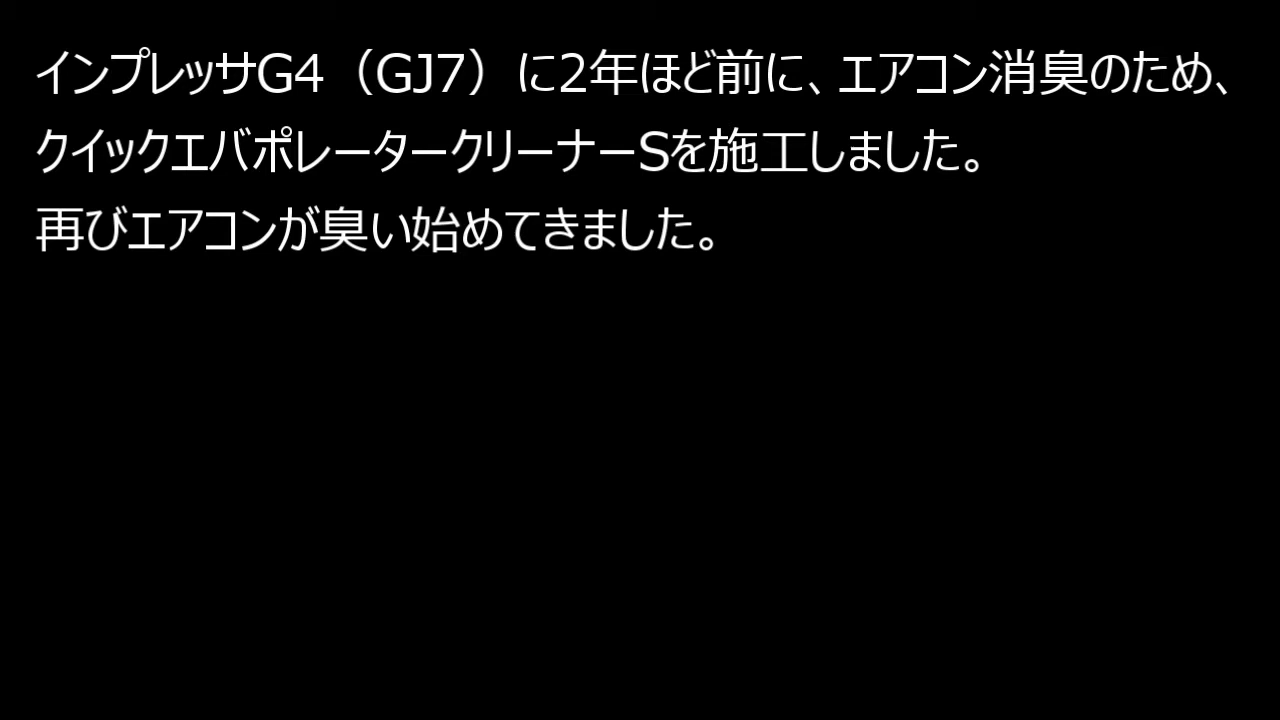 インプレッサG4（GJ7）に2年ほど前に、エアコン消臭のため、
クイックエバポレータークリーナーSを施工しました。
再びエアコンが臭い始めてきました。